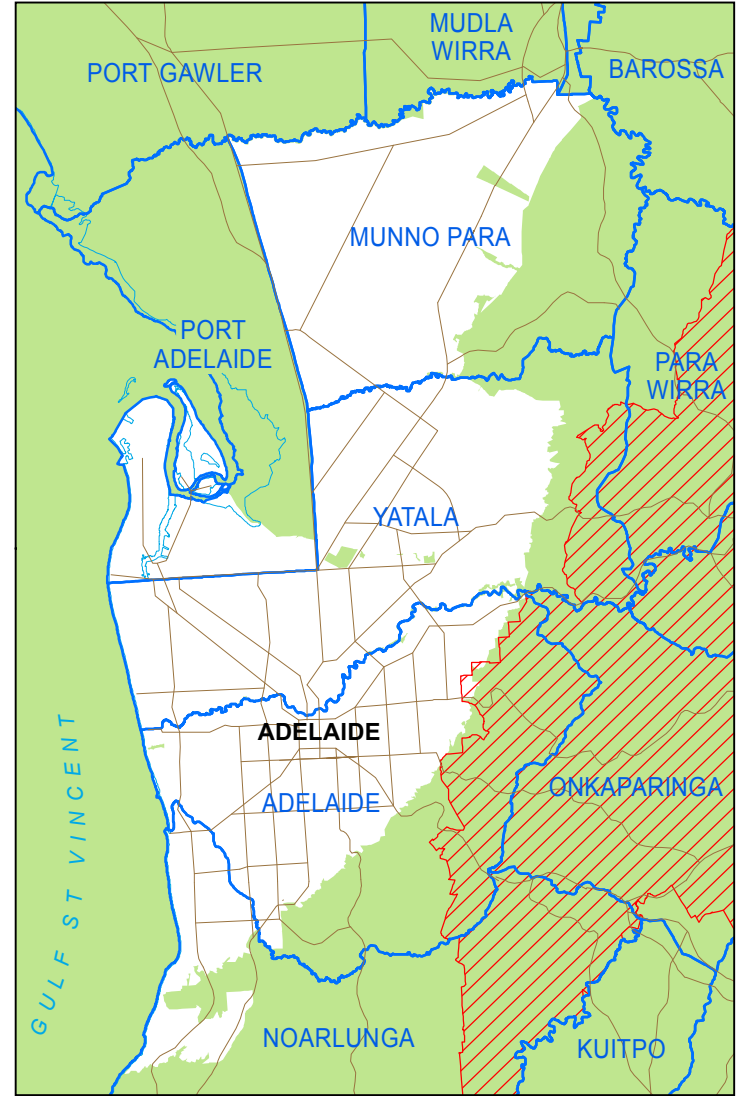 MUDLA
WIRRA
PORT GAWLER
BAROSSA
MUNNO PARA
PORT
ADELAIDE
PARA
WIRRA
YATALA
ADELAIDE
ADELAIDE
ONKAPARINGA
GULF ST VINCENT
NOARLUNGA
KUITPO